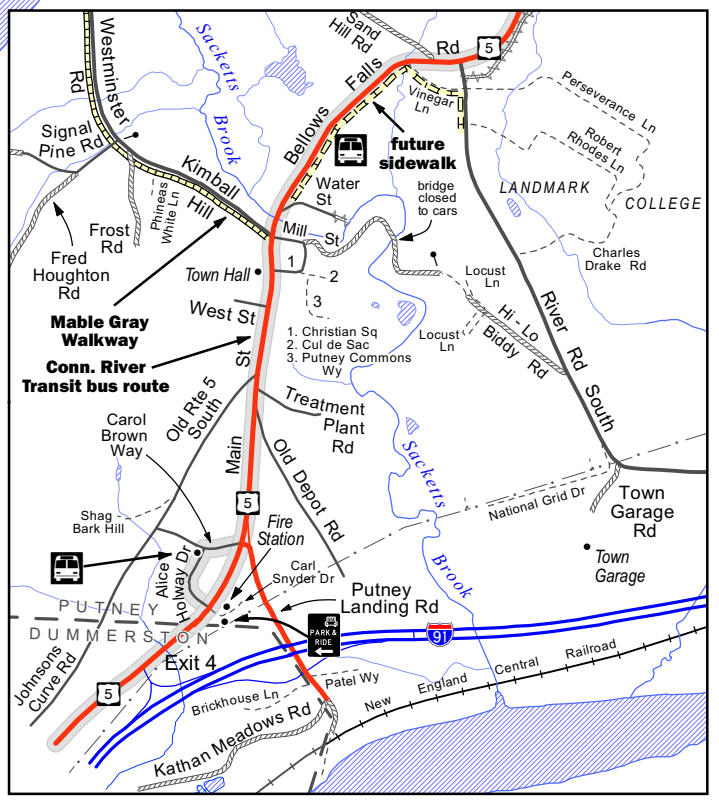 Westminster
Rd
Sacketts
Brook
Sand
Hill Rd
Rd
5
Falls
Bellows
Vinegar
Ln
Perseverance Ln
Signal
Pine Rd
future
sidewalk
Robert
Rhodes Ln
Kimball
Hill
Phineas
White Ln
Water
St
bridge
closed
to cars
LANDMARK
COLLEGE
Frost
Rd
Fred
Houghton
Rd
Mill St
Charles
Drake Rd
Town Hall
1
2
3
Locust
Ln
West St
Mable Gray
Walkway
1. Christian Sq
2. Cul de Sac
3. Putney Commons
Wy
Locust
Ln
Hi-Lo
Biddy Rd
River Rd South
Conn. River
Transit bus route
St
Main
Old Rte 5
South
Treatment
Plant
Rd
Carol
Brown
Way
Old Depot Rd
Sacketts
Brook
5
Shag
Bark Hill
Fire
Station
National Grid Dr
Town
Garage
Rd
Alice
Holway Dr
Carl
Snyder Dr
Town
Garage
Putney
Landing Rd
PUTNEY
DUMMERSTON
PARK &
RIDE
91
Exit 4
Johnsons
Curve Rd
5
Brickhouse Ln
Patel Wy
New England Central Railroad
Kathan Meadows Rd